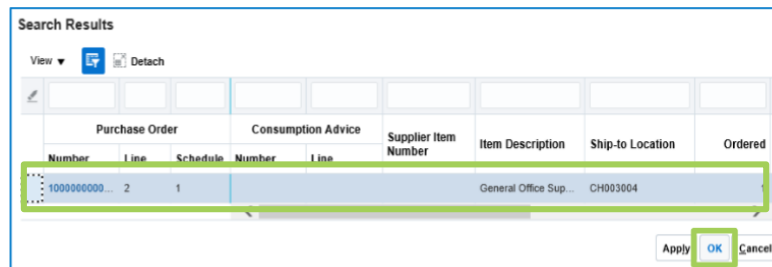 Search Results
View Detach
Purchase Order Consumption Advice Supplier Item Number Item Description Ship-to Location Ordered
Number Line Schedule Number Line
1000000000... 2 1 General Office Sup... CH003004 1
Apply OK Cancel